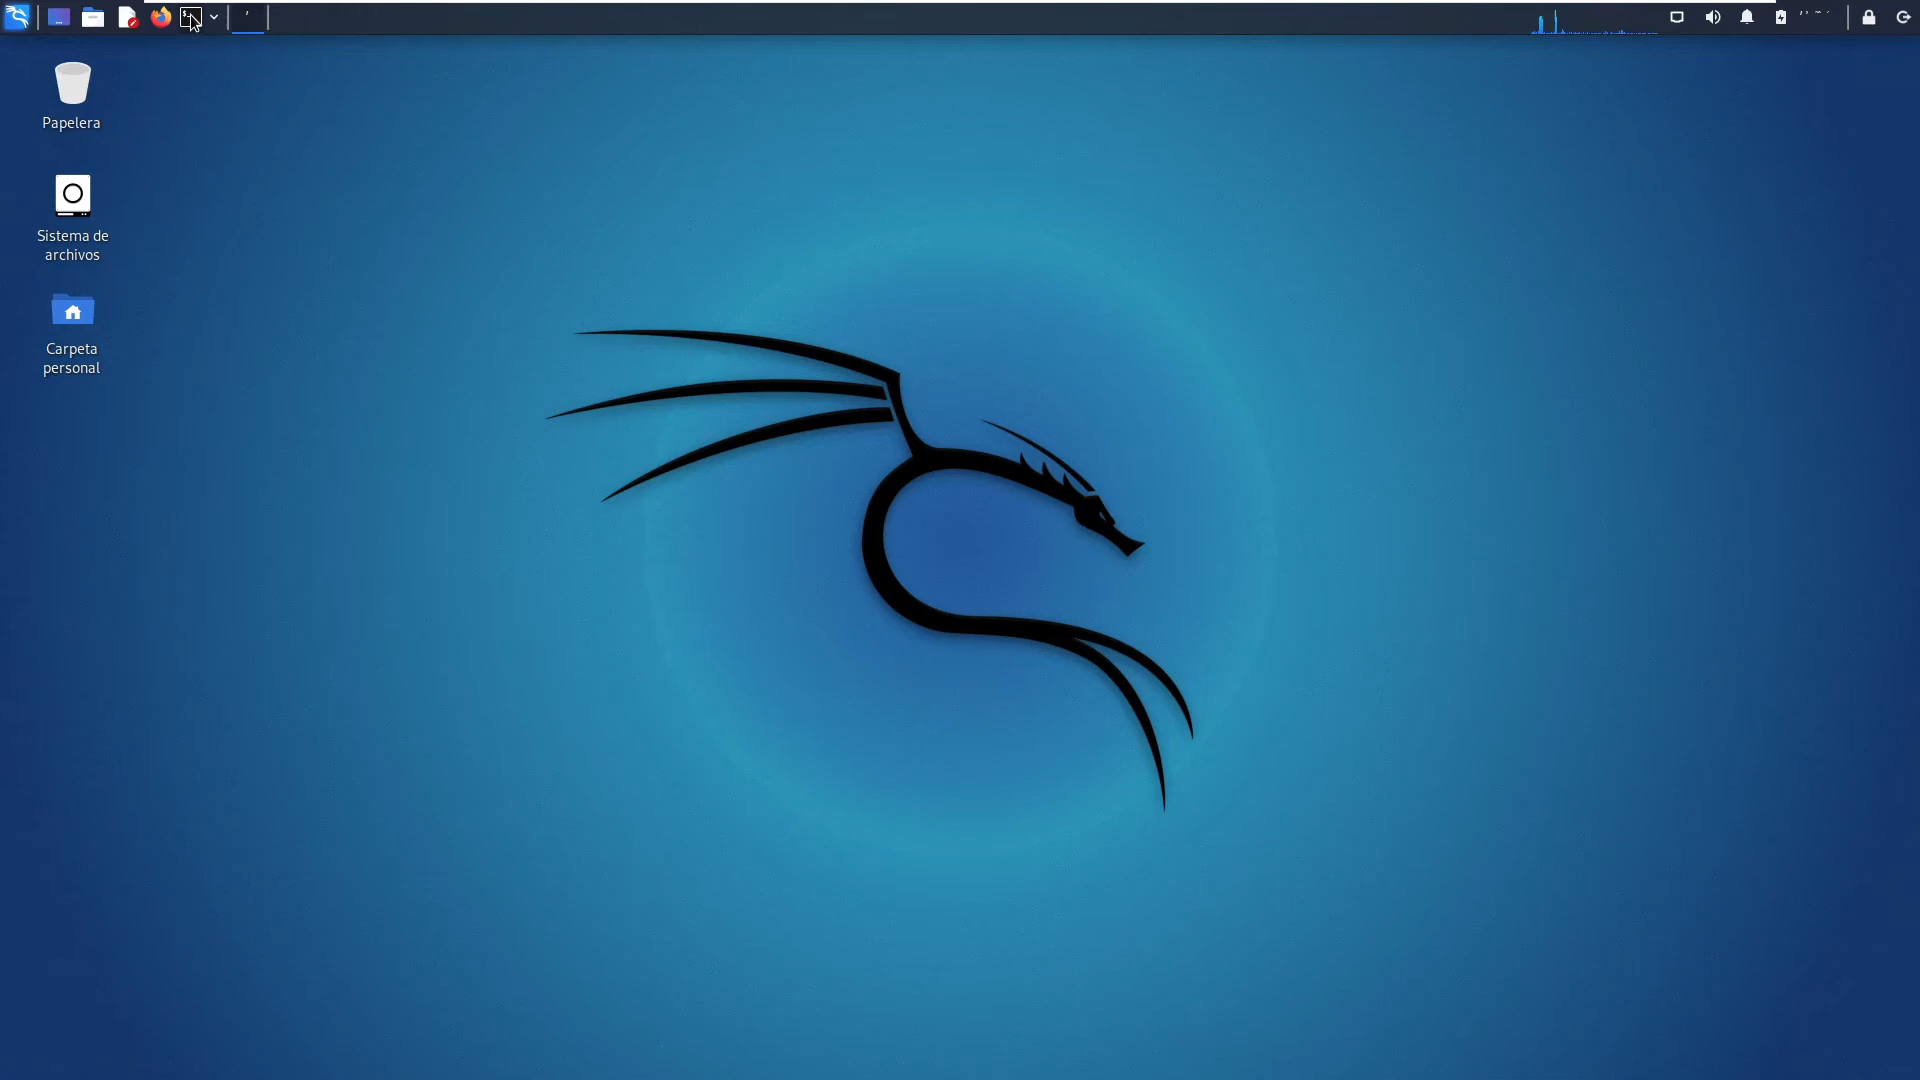 Papelera
Sistema de
archivos
Carpeta
personal